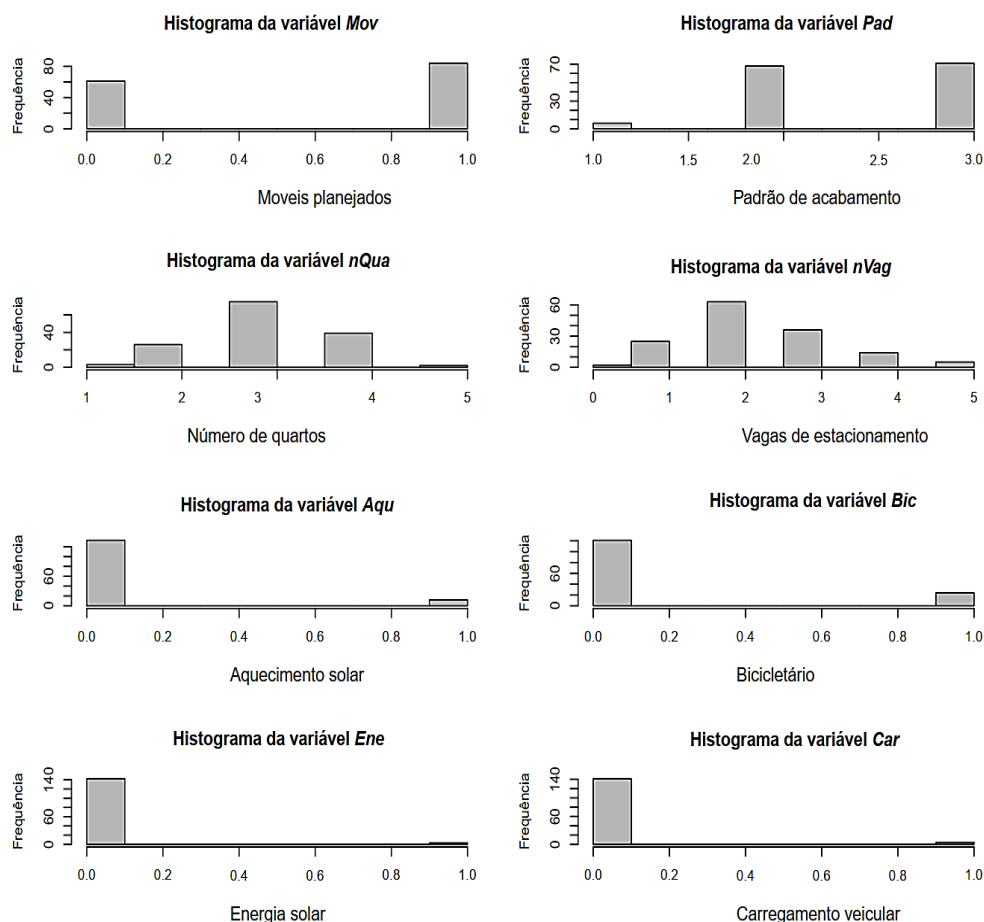 Histograma da variável Mov
Frequência
0 40 80
0.0 0.2 0.4 0.6 0.8 1.0
Moveis planejados
Histograma da variável Pad
Frequência
0 30 70
1.0 1.5 2.0 2.5 3.0
Padrão de acabamento
Histograma da variável nQua
Frequência
0 40
1 2 3 4 5
Número de quartos
Histograma da variável nVag
Frequência
0 30 60
0 1 2 3 4 5
Vagas de estacionamento
Histograma da variável Aqu
Frequência
0 60
0.0 0.2 0.4 0.6 0.8 1.0
Aquecimento solar
Histograma da variável Bic
Frequência
0 60
0.0 0.2 0.4 0.6 0.8 1.0
Bicicletário
Histograma da variável Ene
Frequência
0 60 140
0.0 0.2 0.4 0.6 0.8 1.0
Energia solar
Histograma da variável Car
Frequência
0 60 140
0.0 0.2 0.4 0.6 0.8 1.0
Carregamento veicular